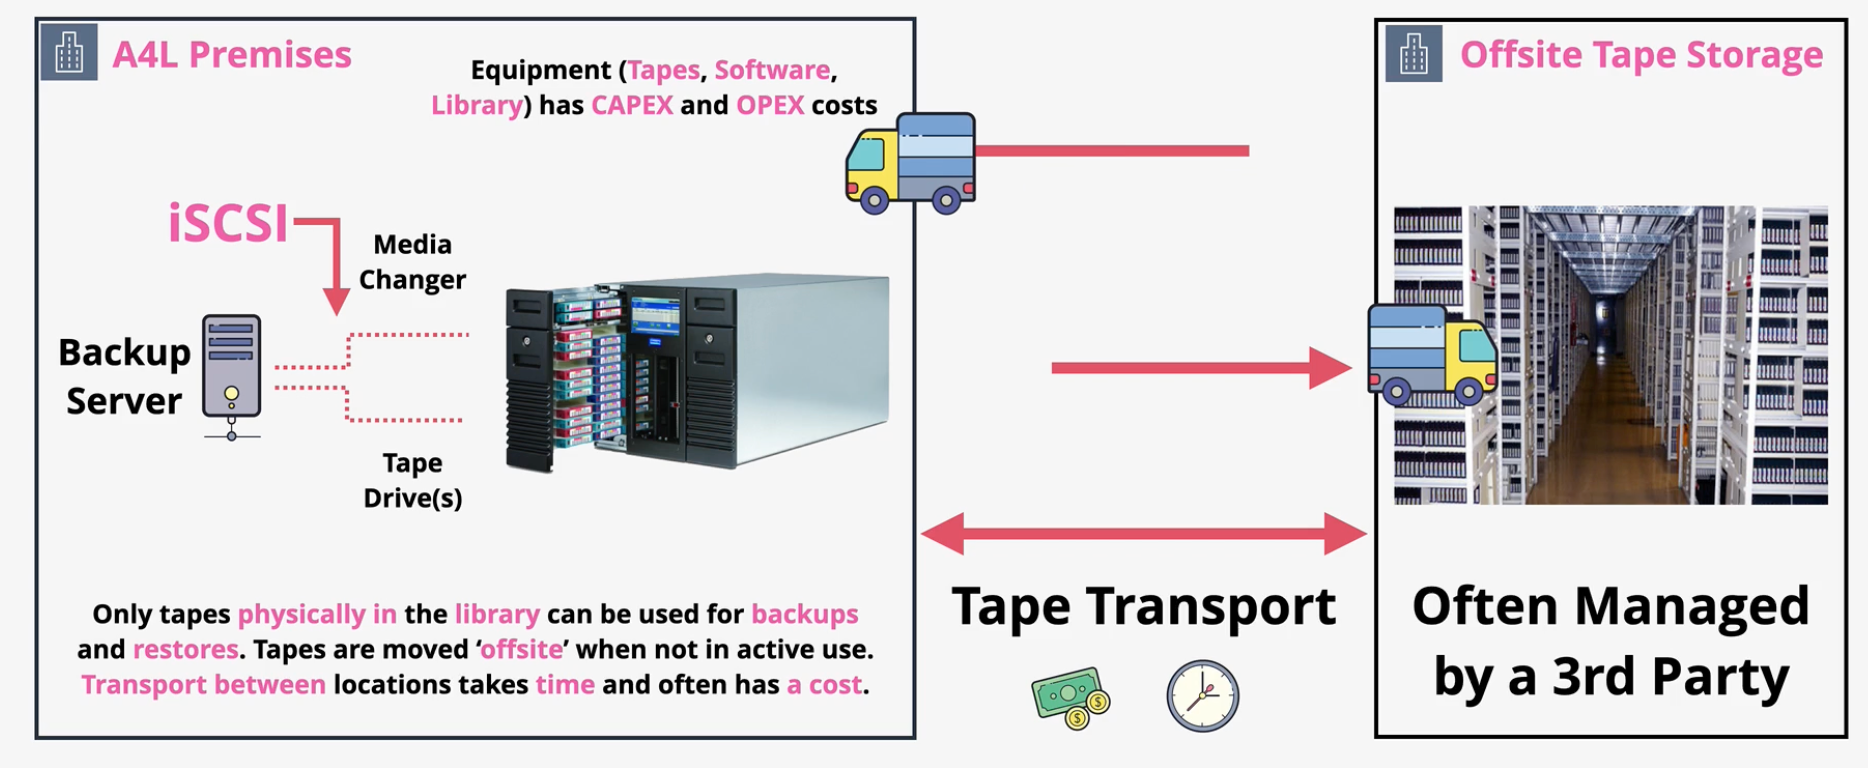 A4L Premises
Equipment (Tapes, Software,
Library) has CAPEX and OPEX costs
iSCSI
Media
Changer
Backup
Server
Tape
Drive(s)
Only tapes physically in the library can be used for backups
and restores. Tapes are moved ‘offsite’ when not in active use.
Transport between locations takes time and often has a cost.
Tape Transport
Offsite Tape Storage
Often Managed
by a 3rd Party